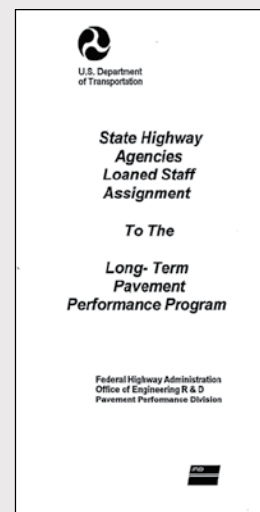 U.S. Department
of Transportation
State Highway
Agencies
Loaned Staff
Assignment
To The
Long- Term
Pavement
Performance Program
Federal Highway Administration
Office of Engineering R & D
Pavement Performance Division